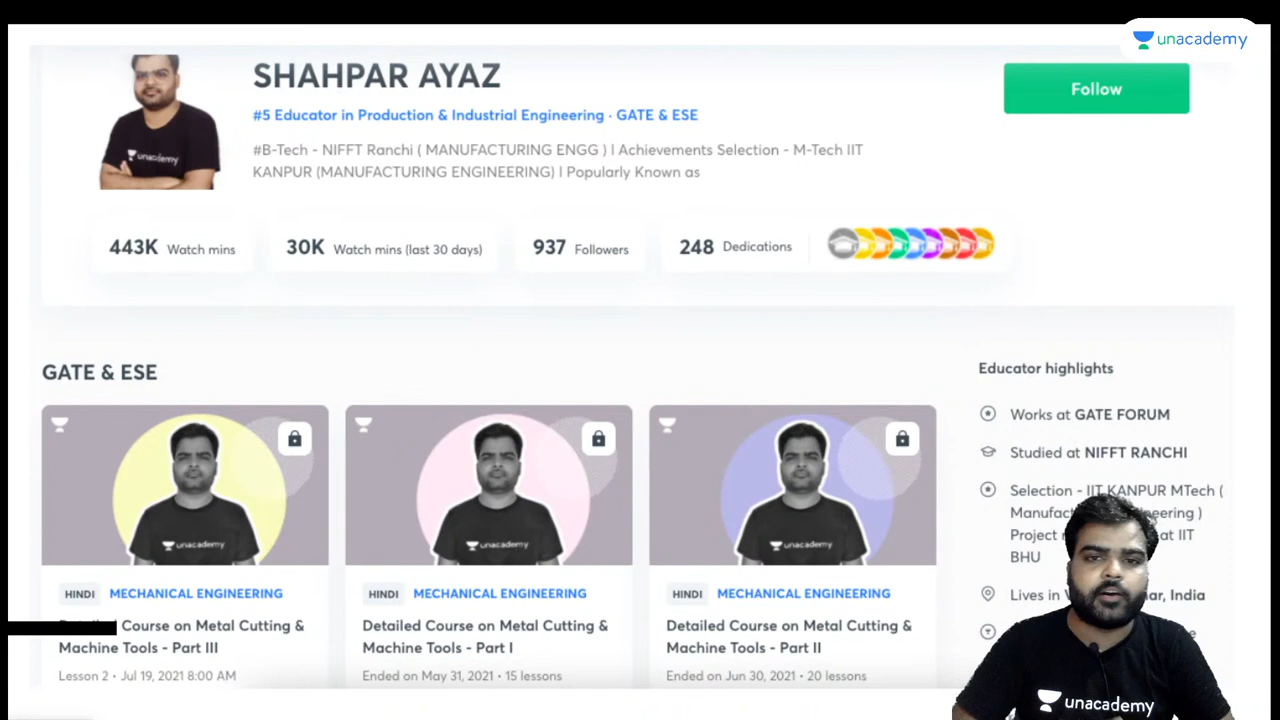 unacademy
SHAHPAR AYAZ
Follow
#5 Educator in Production & Industrial Engineering · GATE & ESE
#B-Tech - NIFFT Ranchi ( MANUFACTURING ENGG ) I Achievements Selection - M-Tech IIT
KANPUR (MANUFACTURING ENGINEERING) I Popularly Known as
unacademy
443K Watch mins
30K Watch mins (last 30 days)
937 Followers
248 Dedications
GATE & ESE
unacademy
HINDI MECHANICAL ENGINEERING
Course on Metal Cutting &
Machine Tools - Part III
Lesson 2 • Jul 19, 2021 8:00 AM
unacademy
HINDI MECHANICAL ENGINEERING
Detailed Course on Metal Cutting &
Machine Tools - Part I
Ended on May 31, 2021 • 15 lessons
unacademy
HINDI MECHANICAL ENGINEERING
Detailed Course on Metal Cutting &
Machine Tools - Part II
Ended on Jun 30, 2021 • 20 lessons
Educator highlights
Works at GATE FORUM
Studied at NIFFT RANCHI
Selection - IIT KANPUR MTech (
Project at IIT
BHU
Lives in India
unacademy